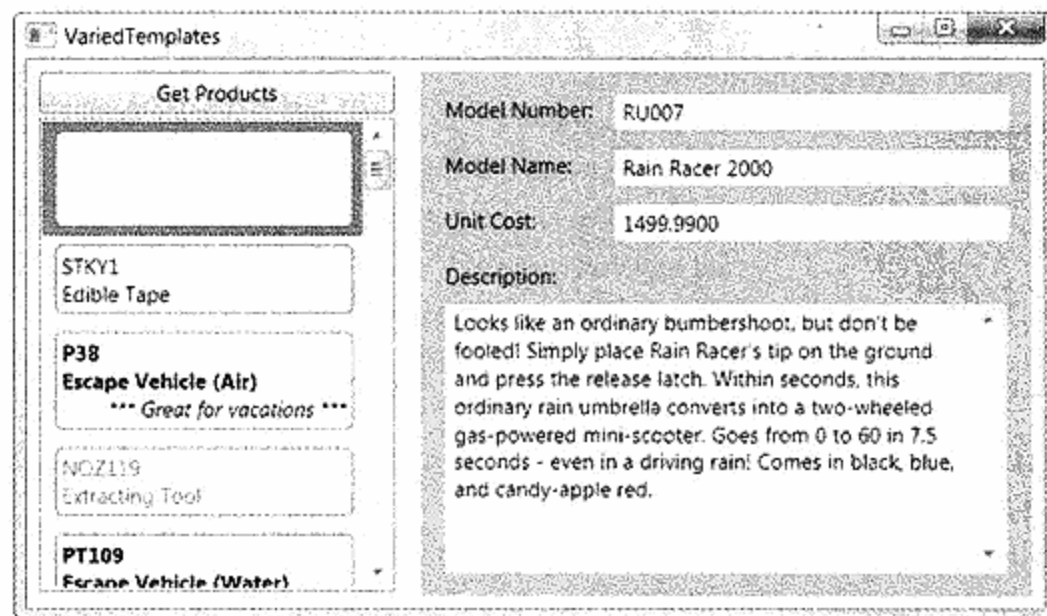 VariedTemplates
Get Products
STKY1
Edible Tape
P38
Escape Vehicle (Air)
*** Great for vacations ***
NOZ119
Extracting Tool
PT109
Escape Vehicle (Water)
Model Number:
RU007
Model Name:
Rain Racer 2000
Unit Cost:
1499.9900
Description:
Looks like an ordinary bumbershoot, but don't be
fooled! Simply place Rain Racer's tip on the ground
and press the release latch. Within seconds, this
ordinary rain umbrella converts into a two-wheeled
gas-powered mini-scooter. Goes from 0 to 60 in 7.5
seconds - even in a driving rain! Comes in black, blue,
and candy-apple red.